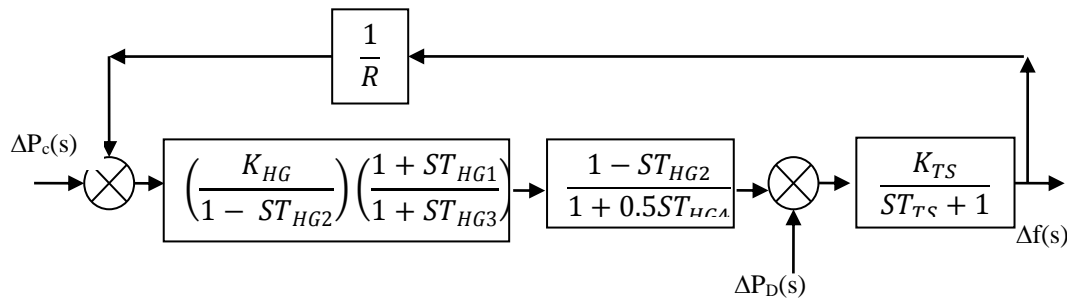 1
R
ΔP_c(s)
(K_HG / (1 - ST_HG2)) ((1 + ST_HG1) / (1 + ST_HG3))
(1 - ST_HG2) / (1 + 0.5ST_HG4)
K_TS / (ST_TS + 1)
Δf(s)
ΔP_D(s)